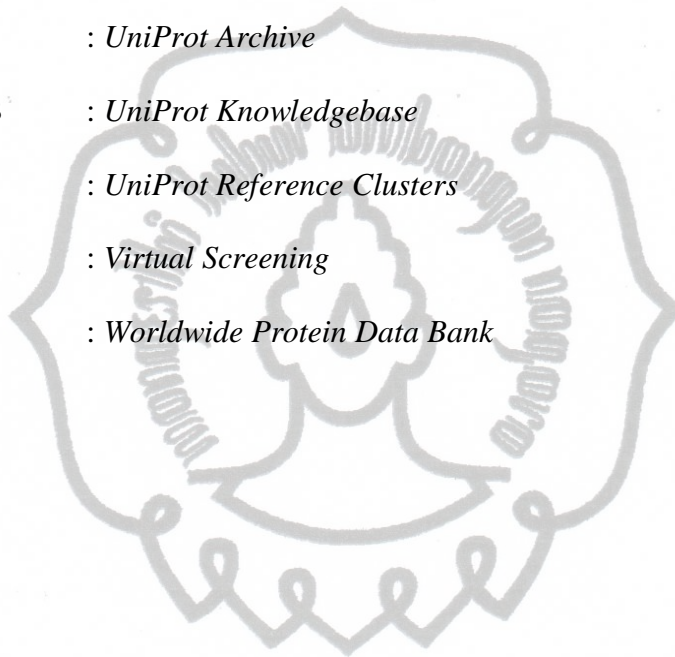 : UniProt Archive
: UniProt Knowledgebase
: UniProt Reference Clusters
: Virtual Screening
: Worldwide Protein Data Bank